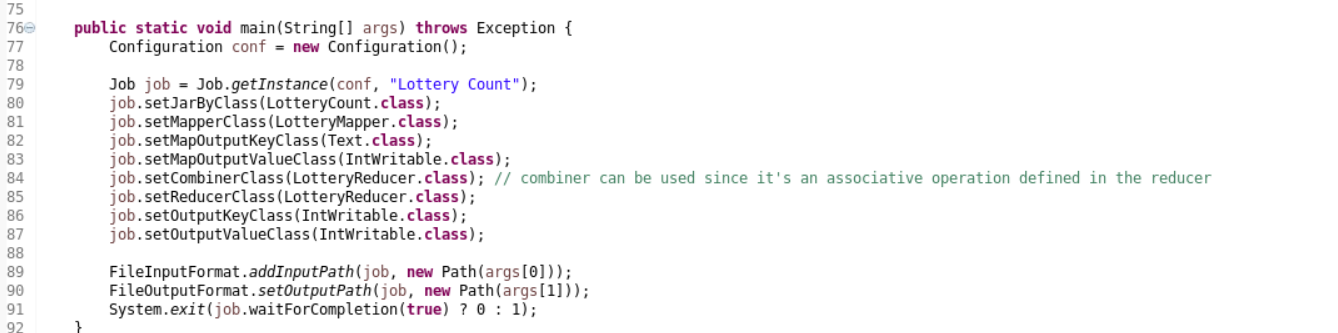 75
76 public static void main(String[] args) throws Exception {
77 Configuration conf = new Configuration();
78
79 Job job = Job.getInstance(conf, "Lottery Count");
80 job.setJarByClass(LotteryCount.class);
81 job.setMapperClass(LotteryMapper.class);
82 job.setMapOutputKeyClass(Text.class);
83 job.setMapOutputValueClass(IntWritable.class);
84 job.setCombinerClass(LotteryReducer.class); // combiner can be used since it's an associative operation defined in the reducer
85 job.setReducerClass(LotteryReducer.class);
86 job.setOutputKeyClass(IntWritable.class);
87 job.setOutputValueClass(IntWritable.class);
88
89 FileInputFormat.addInputPath(job, new Path(args[0]));
90 FileOutputFormat.setOutputPath(job, new Path(args[1]));
91 System.exit(job.waitForCompletion(true) ? 0 : 1);
92 }